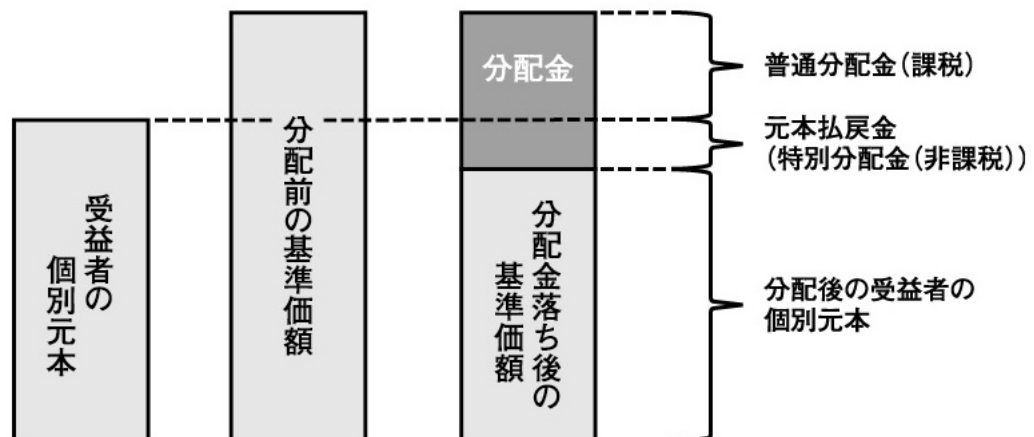 受益者の
個別元本
分配前の基準価額
分配金
分配金落ち後の
基準価額
普通分配金(課税)
元本払戻金
(特別分配金(非課税))
分配後の受益者の
個別元本